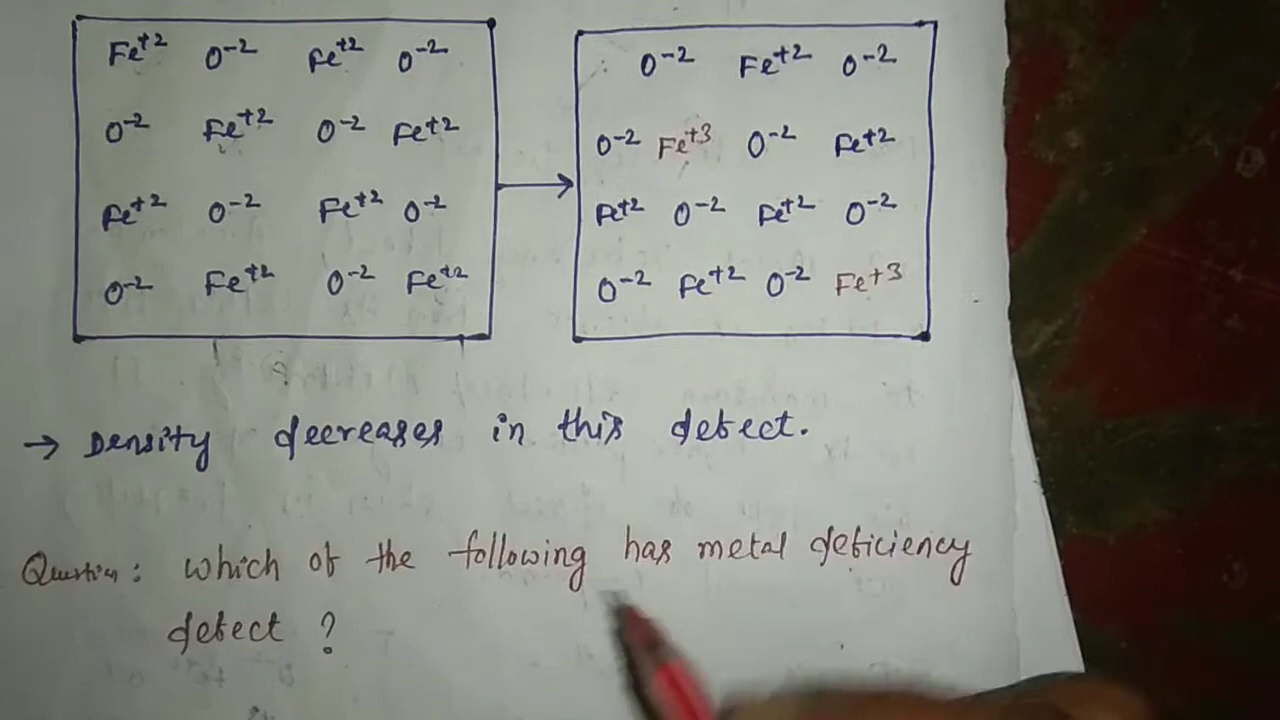 Fe+2 O-2 Fe+2 O-2
O-2 Fe+2 O-2 Fe+2
Fe+2 O-2 Fe+2 O-2
O-2 Fe+2 O-2 Fe+2
O-2 Fe+2 O-2
O-2 Fe+3 O-2 Fe+2
Fe+2 O-2 Fe+2 O-2
O-2 Fe+2 O-2 Fe+3
→ Density decreases in this defect.
Question: which of the following has metal deficiency
defect ?